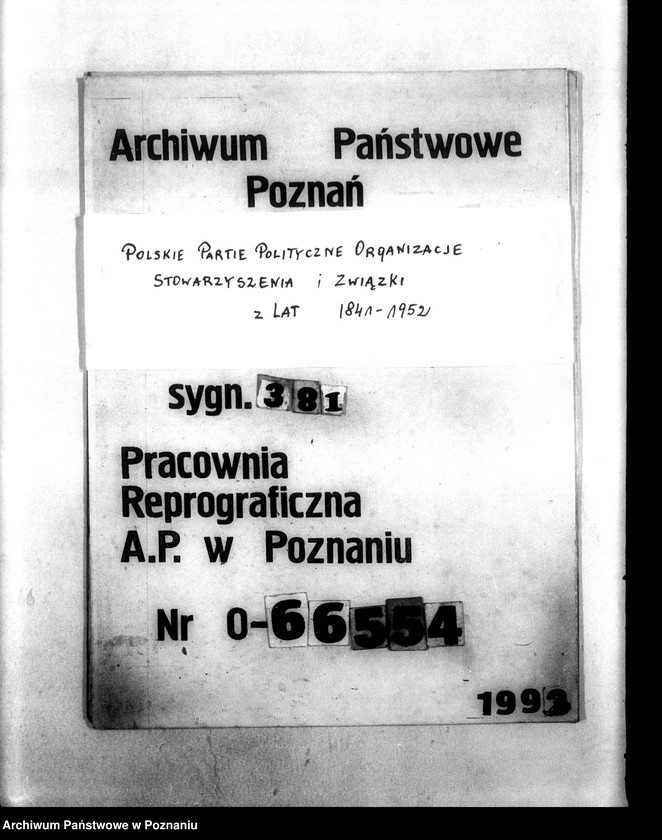 Archiwum Państwowe
Poznań
POLSKIE PARTIE POLITYCZNE ORGANIZACJE
STOWARZYSZENIA i ZWIĄZKI
z LAT 1841-1952
sygn. 381
Pracownia
Reprograficzna
A.P. w Poznaniu
Nr O-66554
1993
Archiwum Państwowe w Poznaniu